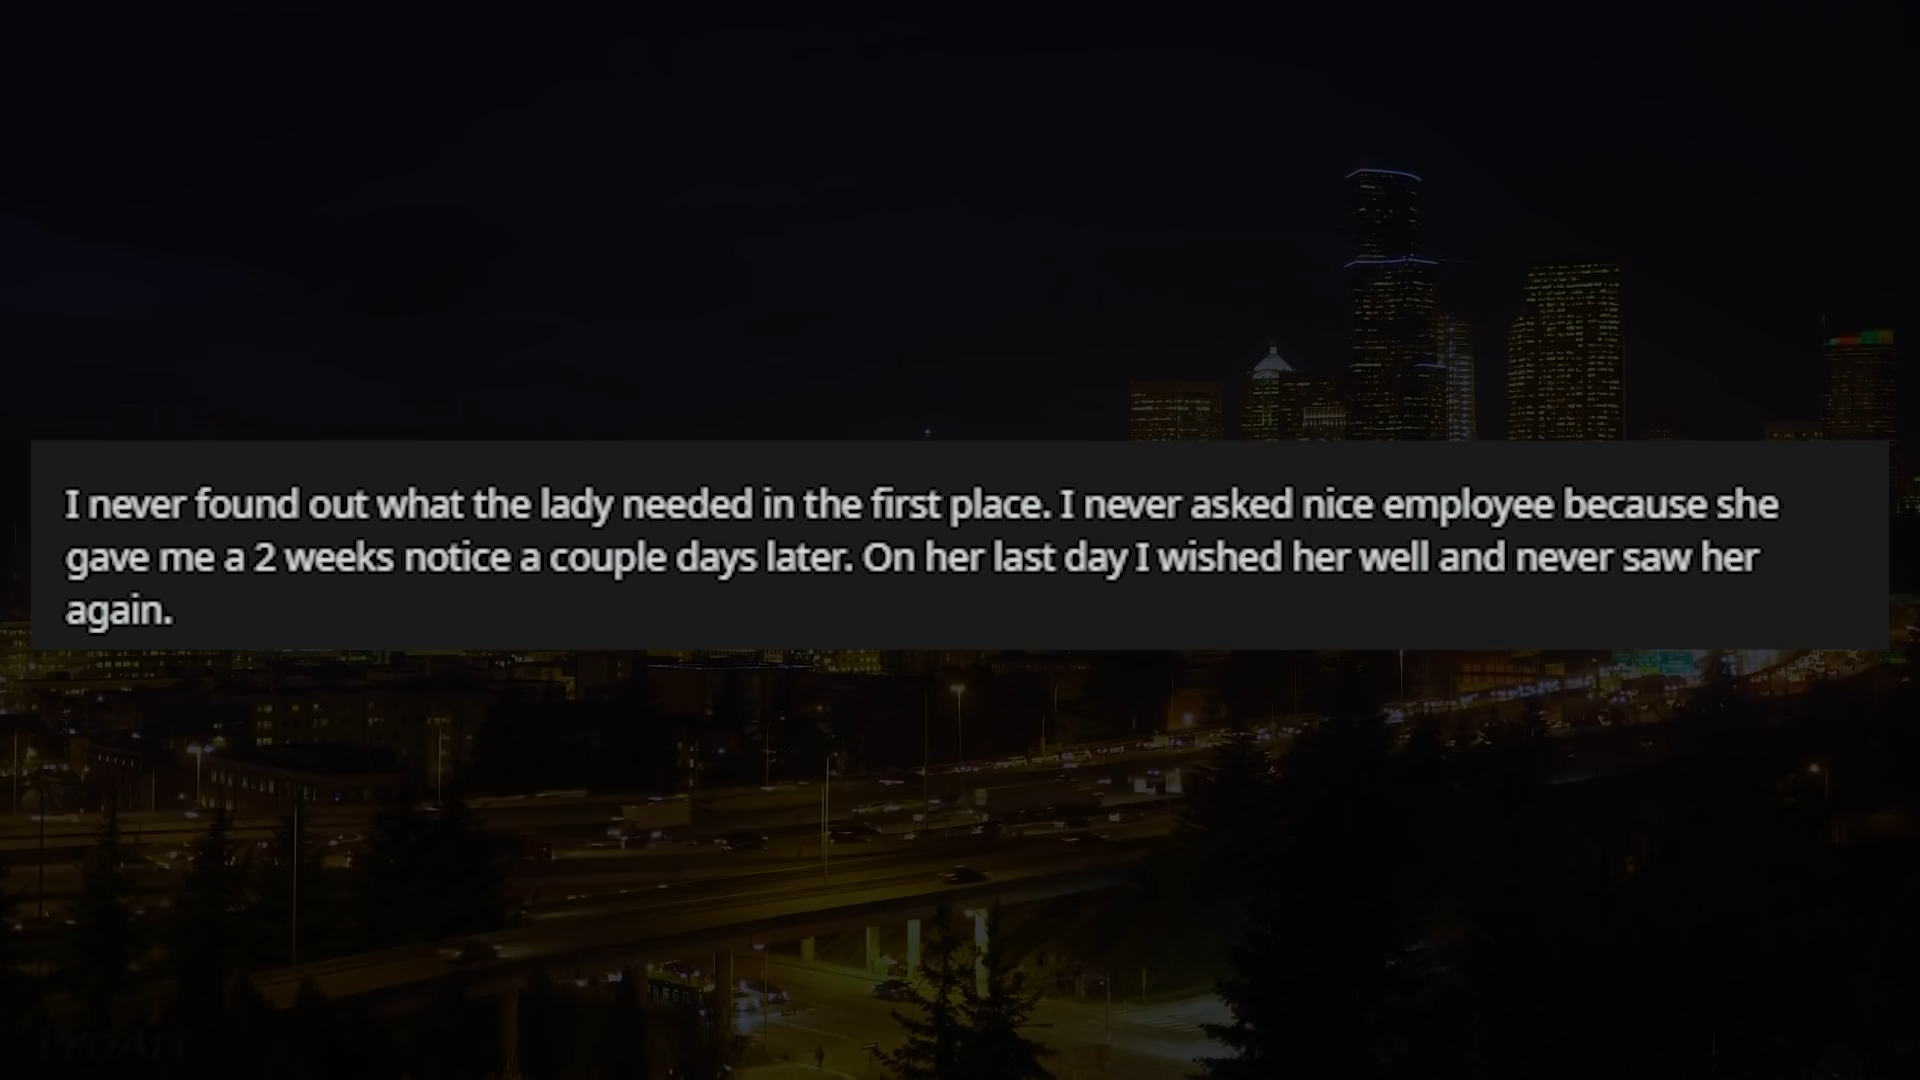 I never found out what the lady needed in the first place. I never asked nice employee because she
gave me a 2 weeks notice a couple days later. On her last day I wished her well and never saw her
again.
ProArt